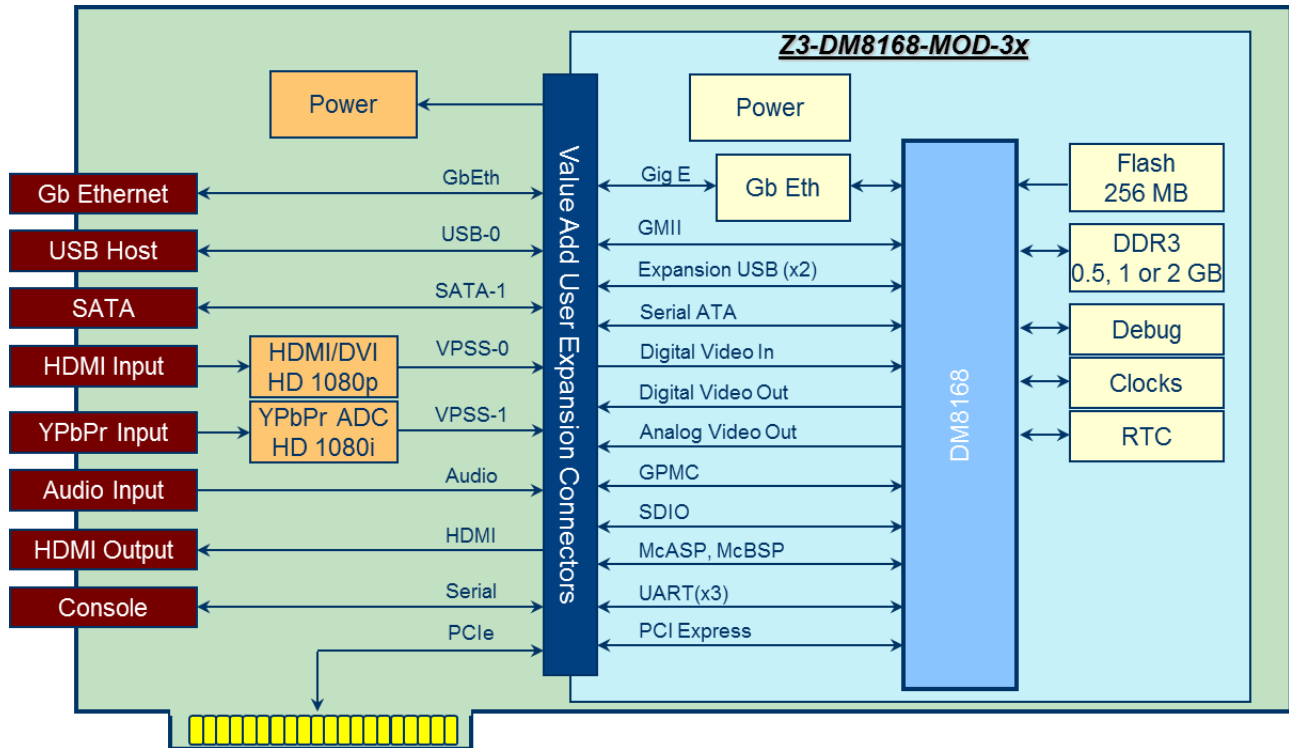 Z3-DM8168-MOD-3x
Power
Power
Value Add User Expansion Connectors
DM8168
Gb Ethernet
GbEth
Gig E
Gb Eth
Flash
256 MB
USB Host
USB-0
GMII
DDR3
0.5, 1 or 2 GB
Expansion USB (x2)
SATA
SATA-1
Serial ATA
Debug
HDMI Input
HDMI/DVI
HD 1080p
VPSS-0
Digital Video In
Clocks
Digital Video Out
YPbPr Input
YPbPr ADC
HD 1080i
VPSS-1
Analog Video Out
RTC
Audio Input
Audio
GPMC
SDIO
HDMI Output
HDMI
McASP, McBSP
Console
Serial
UART(x3)
PCIe
PCI Express